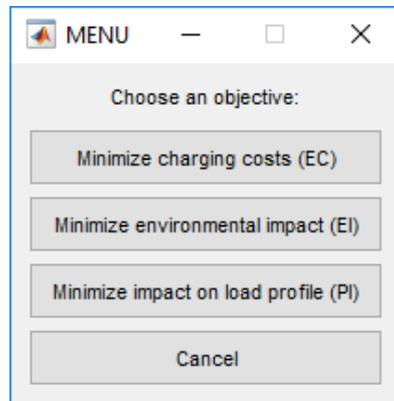 MENU
Choose an objective:
Minimize charging costs (EC)
Minimize environmental impact (EI)
Minimize impact on load profile (PI)
Cancel